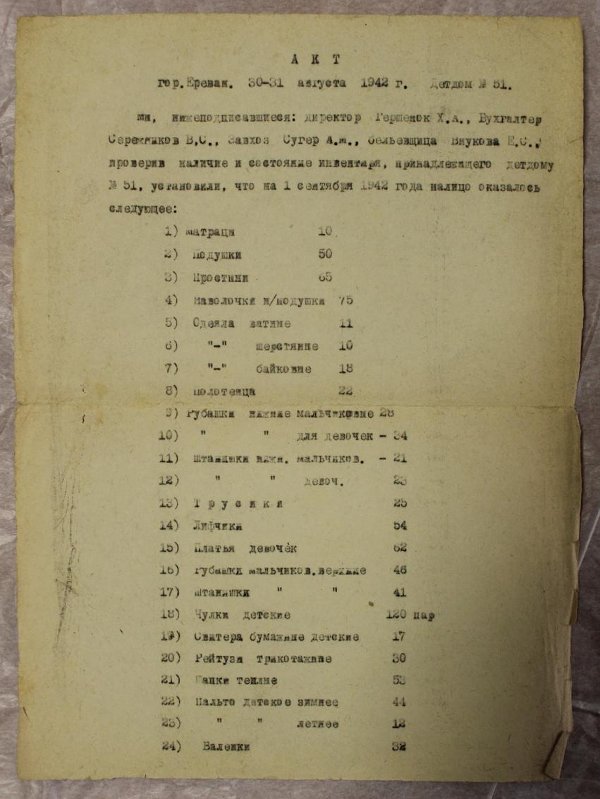 А К Т
гор.Ереван. 30-31 августа 1942 г. Детдом № 51.
мы, нижеподписавшиеся: директор Гершенок Х.А., Бухгалтер
Сережников В.С., Завхоз Сугер А.М., бельевщица Внукова Е.С.,
проверив наличие и состояние инвентаря, принадлежащего детдому
№ 51, установили, что на 1 сентября 1942 года налицо оказалось
следующее:
1) Матрацы 10
2) Подушки 50
3) Простыни 65
4) Наволочки н/подушки 75
5) Одеяла ватные 11
6) "-" шерстяные 10
7) "-" байковые 18
8) Полотенца 22
9) Рубашки нижние мальчиковые 28
10) " " для девочек - 34
11) Штанишки нижн. мальчиков. - 21
12) " " девоч. 23
13) Т р у с и к и 25
14) Лифчики 54
15) Платья девочек 62
16) Рубашки мальчиков.верхние 46
17) Штанишки " " 41
18) Чулки детские 120 пар
19) Свитера бумажные детские 17
20) Рейтузы трикотажные 30
21) Шапки теплые 53
22) Пальто детское зимнее 44
23) " " летнее 12
24) Валенки 32